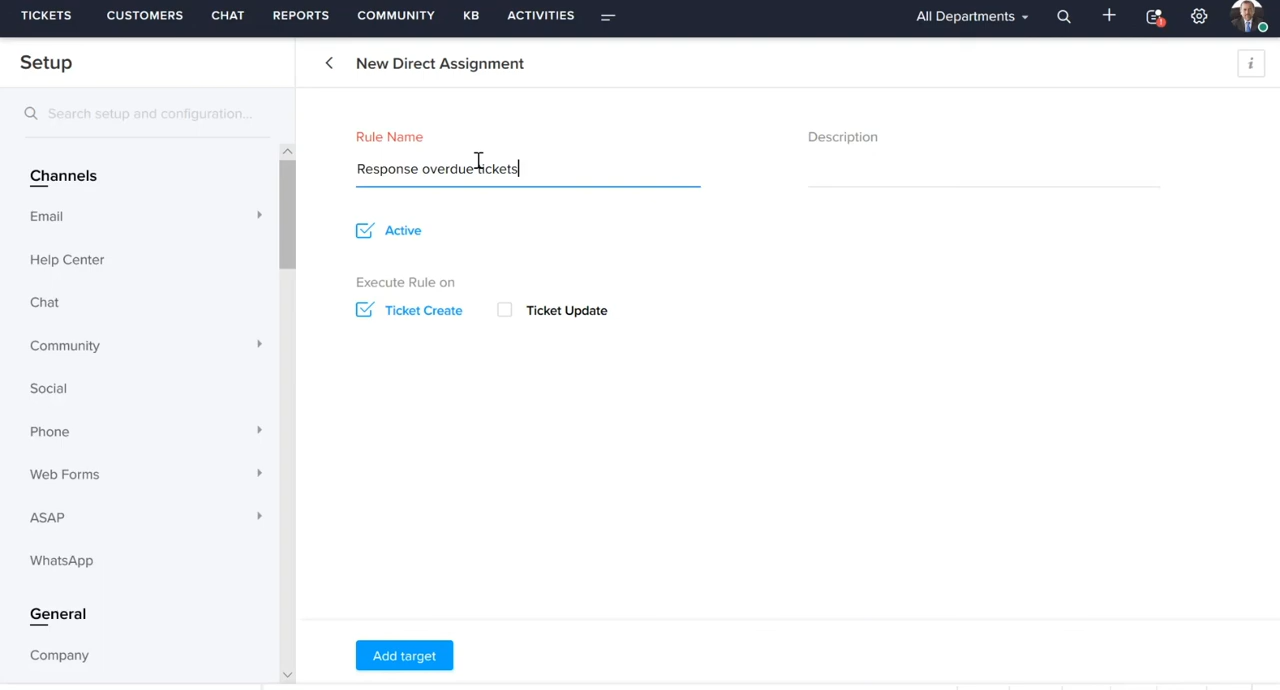 TICKETS CUSTOMERS CHAT REPORTS COMMUNITY KB ACTIVITIES All Departments
Setup
New Direct Assignment
i
Search setup and configuration...
Channels
Email
Help Center
Chat
Community
Social
Phone
Web Forms
ASAP
WhatsApp
General
Company
Rule Name
Response overdue tickets
Description
Active
Execute Rule on
Ticket Create Ticket Update
Add target